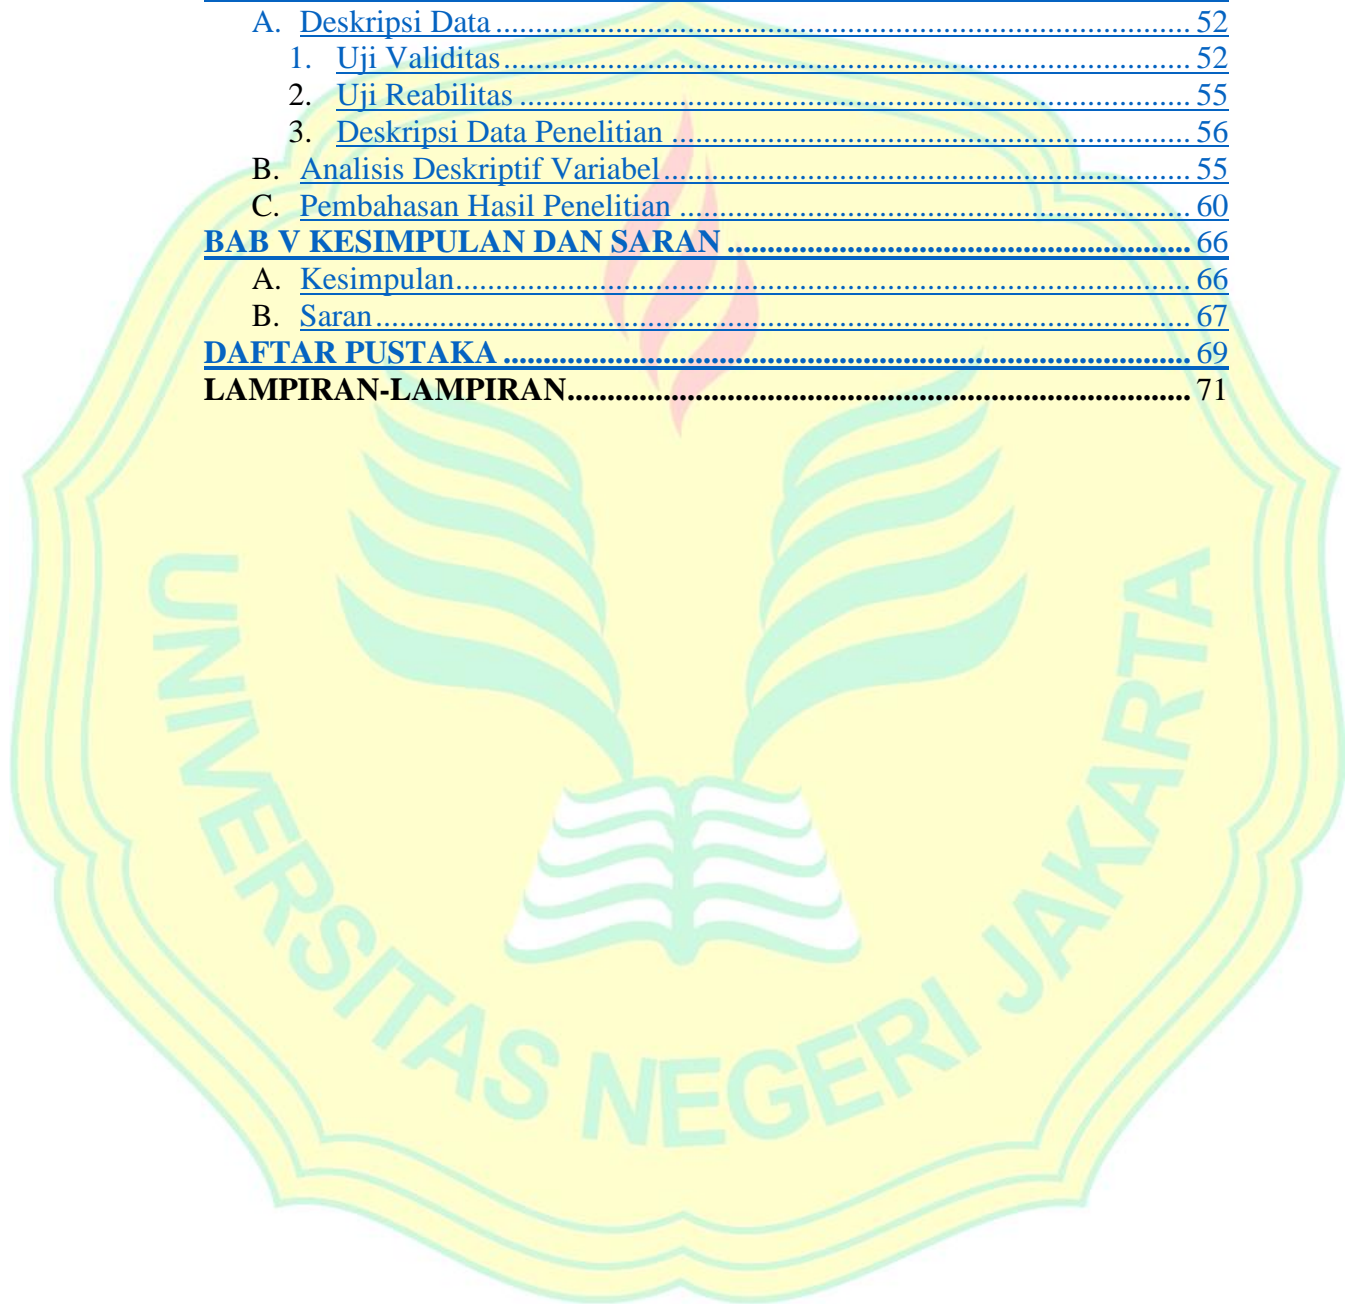 A. Deskripsi Data ........................................................................................ 52
1. Uji Validitas ........................................................................................ 52
2. Uji Reabilitas ...................................................................................... 55
3. Deskripsi Data Penelitian .................................................................. 56
B. Analisis Deskriptif Variabel ................................................................... 55
C. Pembahasan Hasil Penelitian ................................................................. 60
BAB V KESIMPULAN DAN SARAN .......................................................... 66
A. Kesimpulan ............................................................................................. 66
B. Saran ....................................................................................................... 67
DAFTAR PUSTAKA ...................................................................................... 69
LAMPIRAN-LAMPIRAN .............................................................................. 71
UNIVERSITAS NEGERI JAKARTA